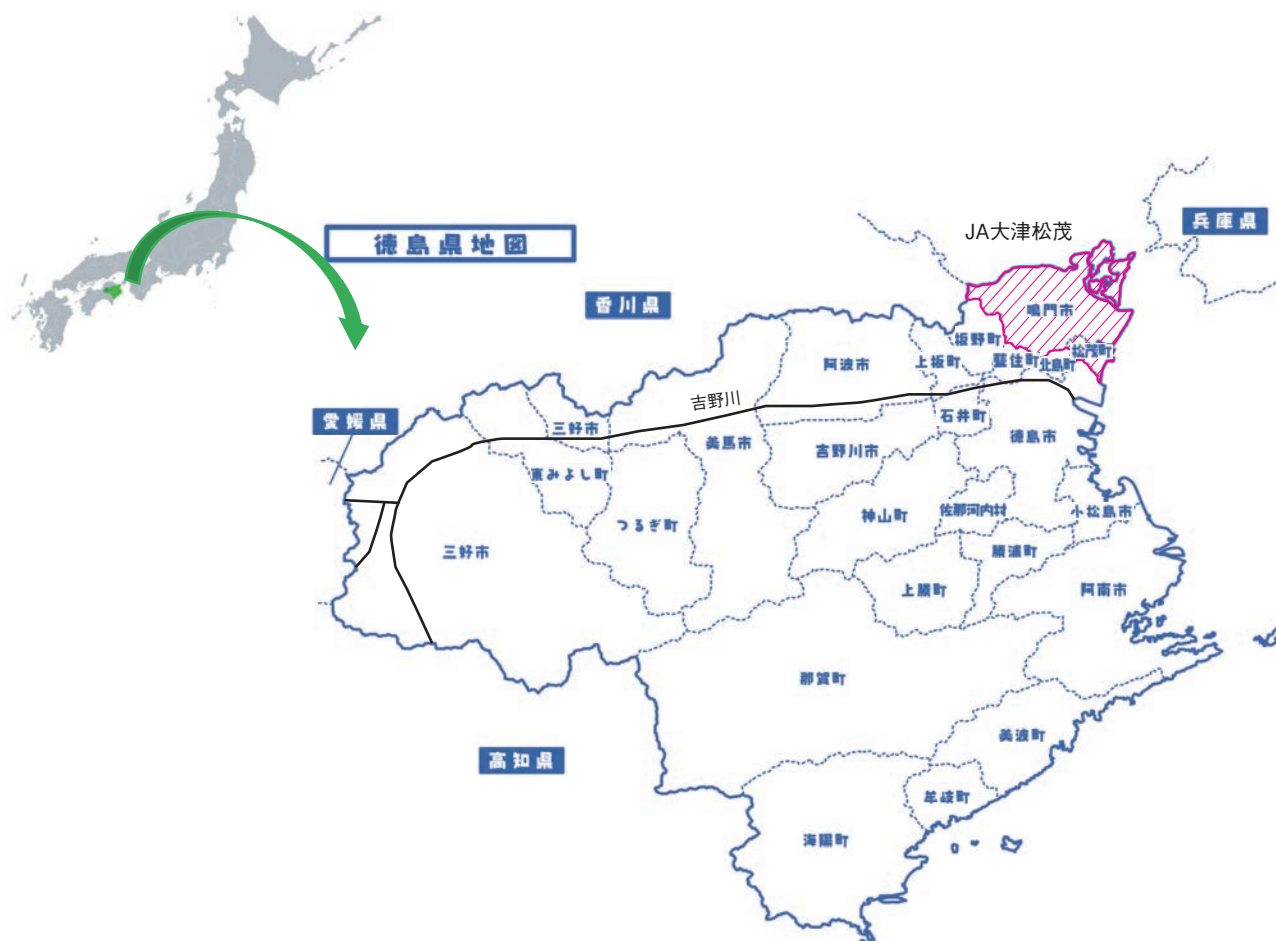 徳島県地図
JA大津松茂
兵庫県
香川県
鳴門市
板野町
松茂町
阿波市
上板町
藍住町
北島町
吉野川
愛媛県
三好市
美馬市
石井町
徳島市
吉野川市
東みよし町
つるぎ町
神山町
佐那河内村
小松島市
三好市
勝浦町
上勝町
阿南市
那賀町
美波町
高知県
牟岐町
海陽町